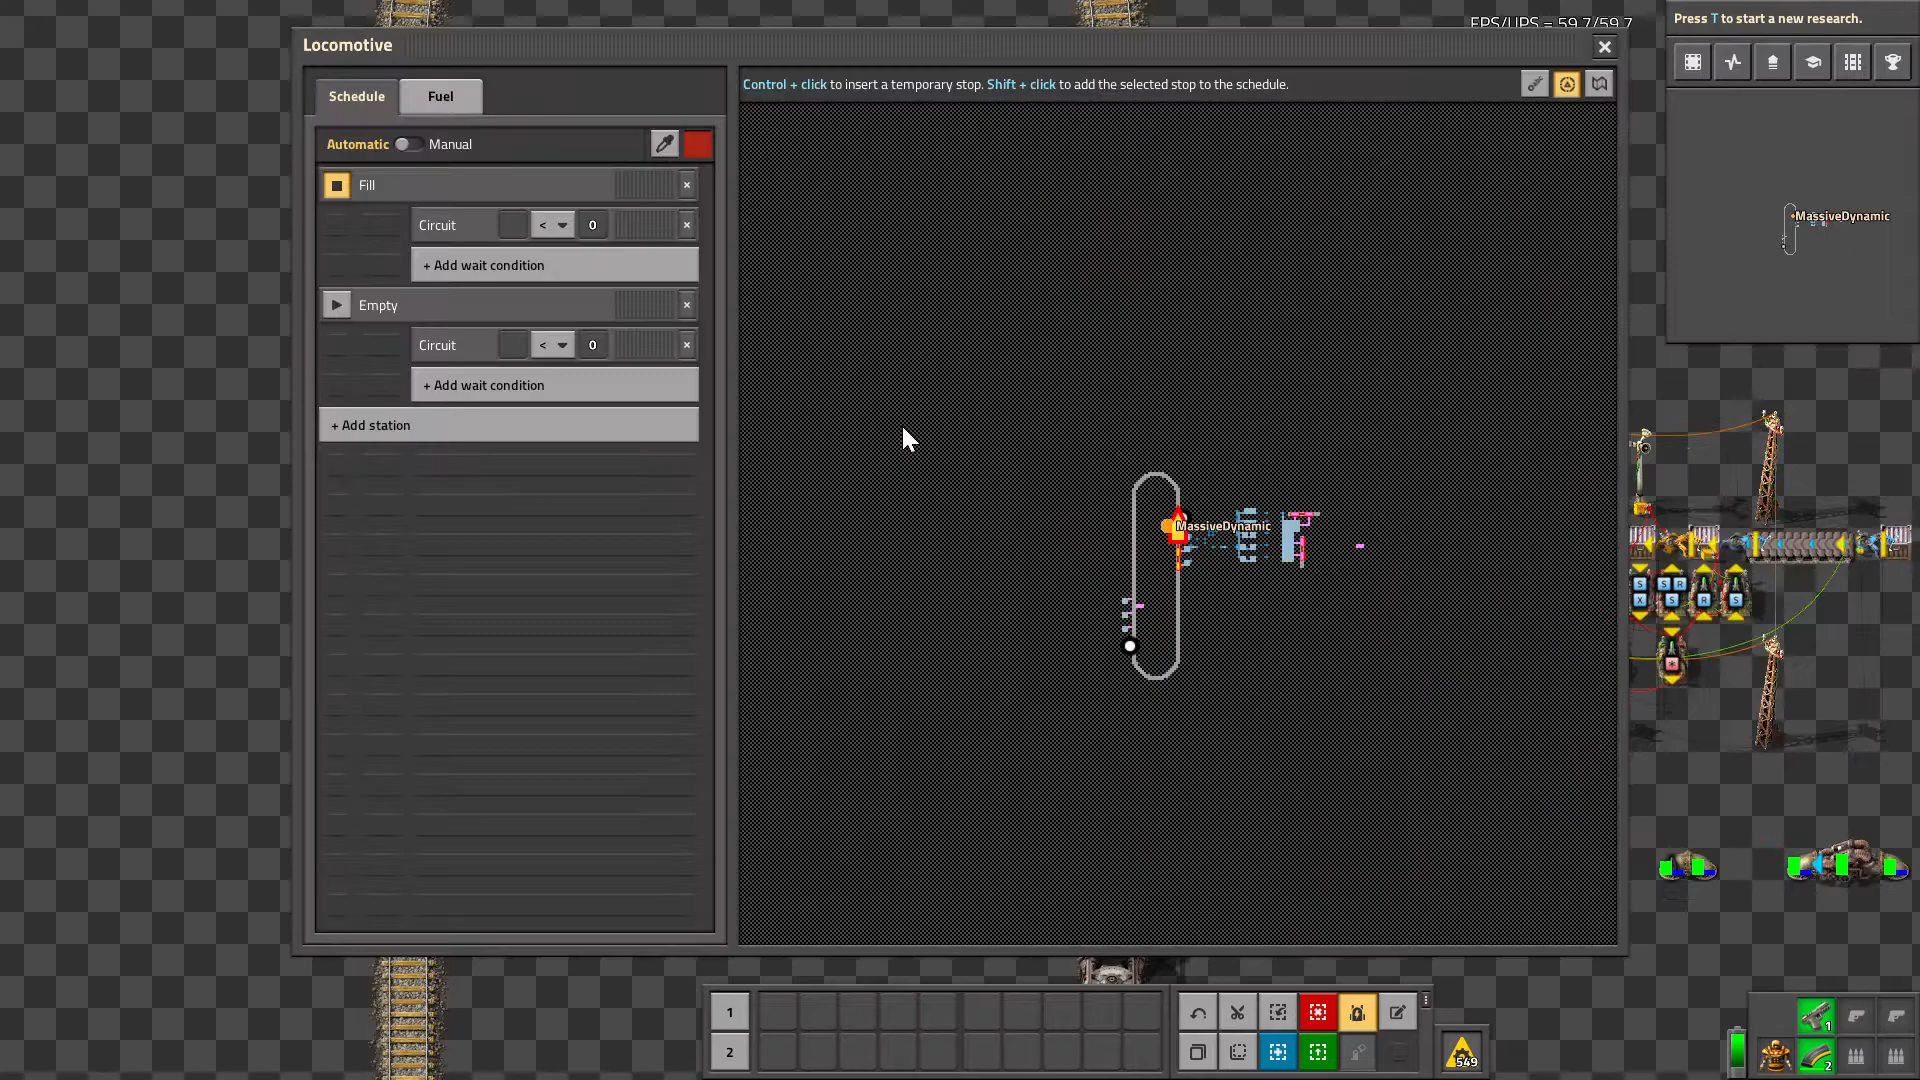 FPS/UPS = 59.7/59.7
Press T to start a new research.
Locomotive
Schedule
Fuel
Control + click to insert a temporary stop. Shift + click to add the selected stop to the schedule.
Automatic
Manual
Fill
Circuit < 0
+ Add wait condition
Empty
Circuit < 0
+ Add wait condition
+ Add station
MassiveDynamic
MassiveDynamic
S S R R S
X S
1
2
549
1
2